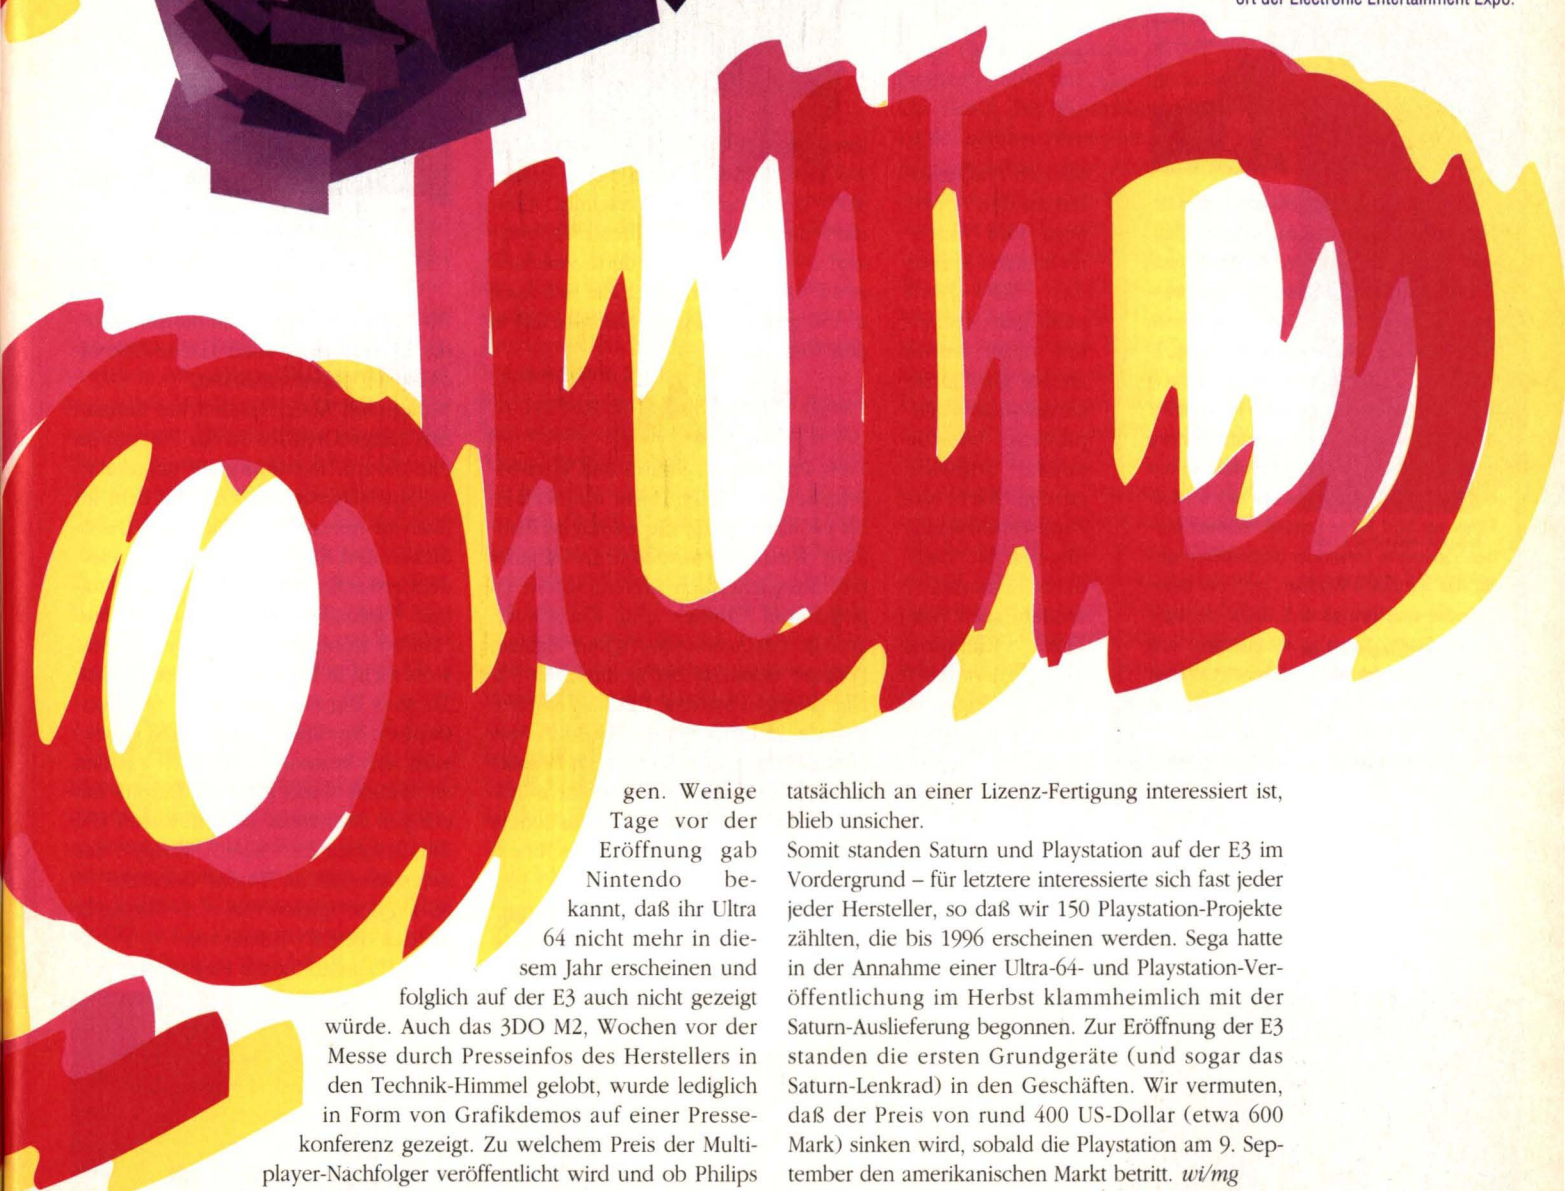 ort der Electronic Entertainment Expo.
OUND
gen. Wenige
Tage vor der
Eröffnung gab
Nintendo be-
kannt, daß ihr Ultra
64 nicht mehr in die-
sem Jahr erscheinen und
folglich auf der E3 auch nicht gezeigt
würde. Auch das 3DO M2, Wochen vor der
Messe durch Presseinfos des Herstellers in
den Technik-Himmel gelobt, wurde lediglich
in Form von Grafikdemos auf einer Presse-
konferenz gezeigt. Zu welchem Preis der Multi-
player-Nachfolger veröffentlicht wird und ob Philips
tatsächlich an einer Lizenz-Fertigung interessiert ist,
blieb unsicher.
Somit standen Saturn und Playstation auf der E3 im
Vordergrund – für letztere interessierte sich fast jeder
jeder Hersteller, so daß wir 150 Playstation-Projekte
zählten, die bis 1996 erscheinen werden. Sega hatte
in der Annahme einer Ultra-64- und Playstation-Ver-
öffentlichung im Herbst klammheimlich mit der
Saturn-Auslieferung begonnen. Zur Eröffnung der E3
standen die ersten Grundgeräte (und sogar das
Saturn-Lenkrad) in den Geschäften. Wir vermuten,
daß der Preis von rund 400 US-Dollar (etwa 600
Mark) sinken wird, sobald die Playstation am 9. Sep-
tember den amerikanischen Markt betritt. wi/mg